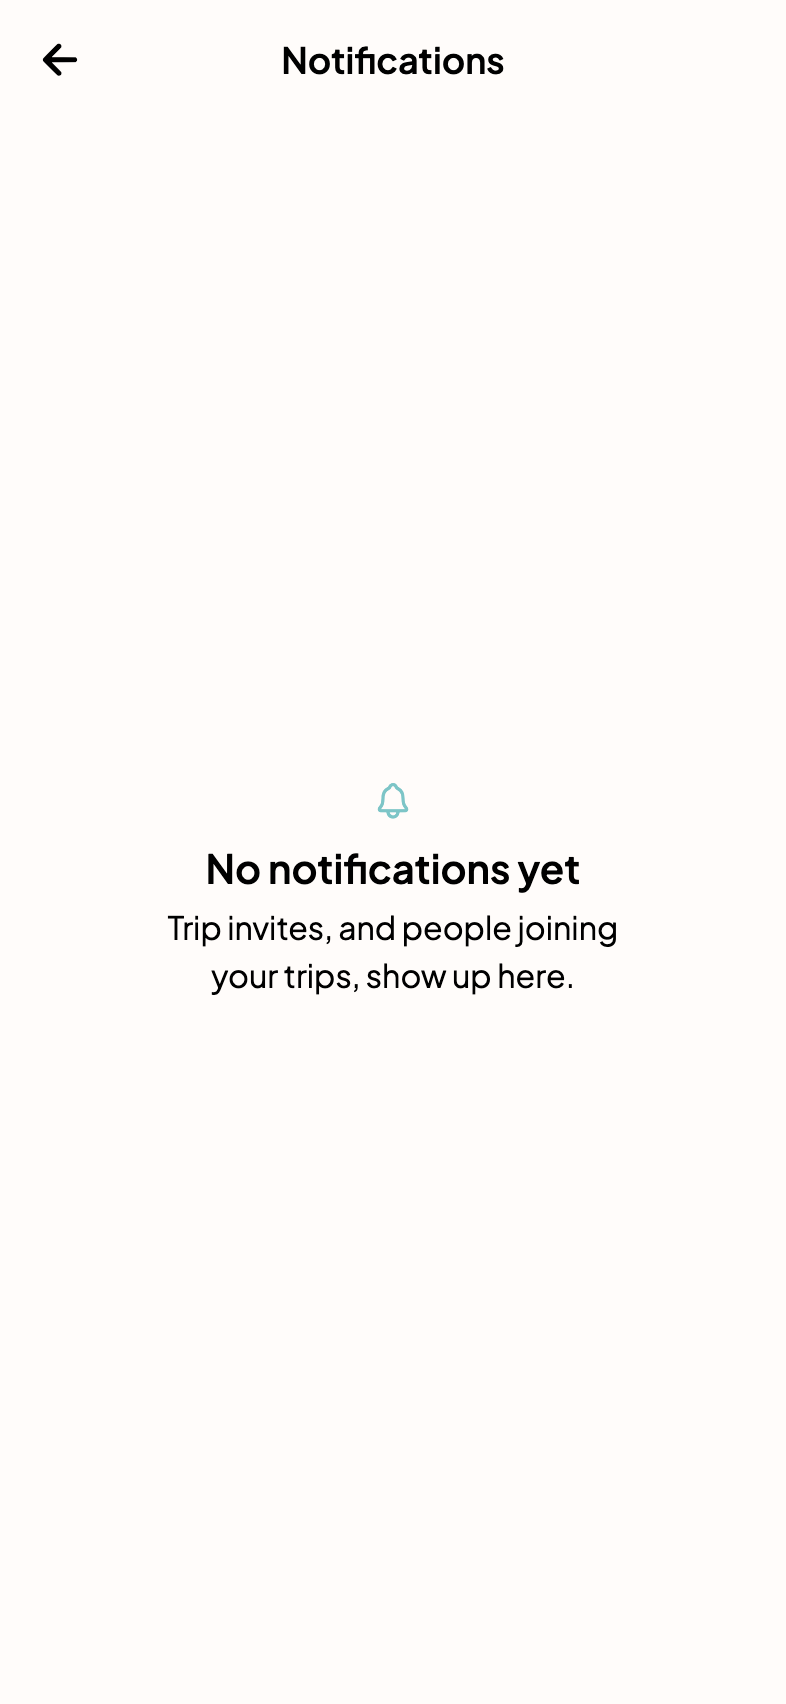 Notifications
No notifications yet
Trip invites, and people joining
your trips, show up here.